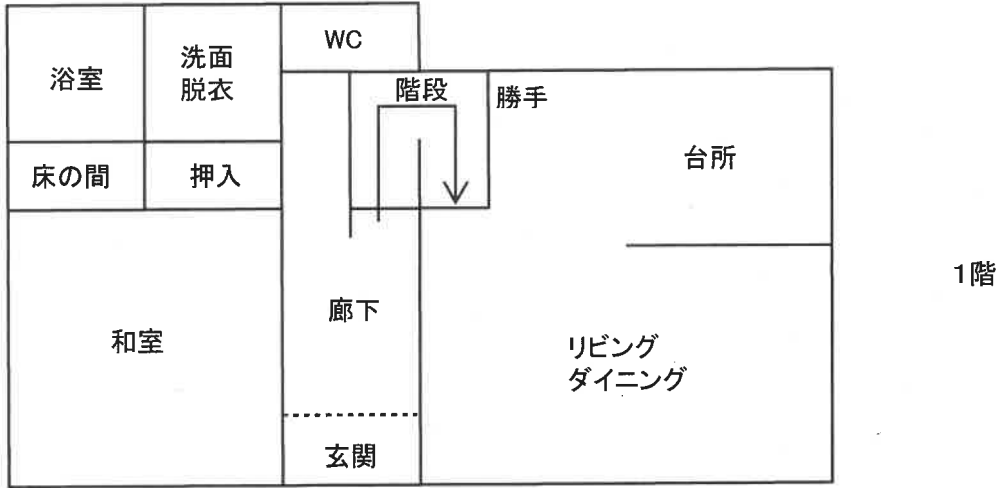 WC
浴室
洗面
脱衣
階段
勝手
台所
床の間
押入
1階
廊下
和室
リビング
ダイニング
玄関